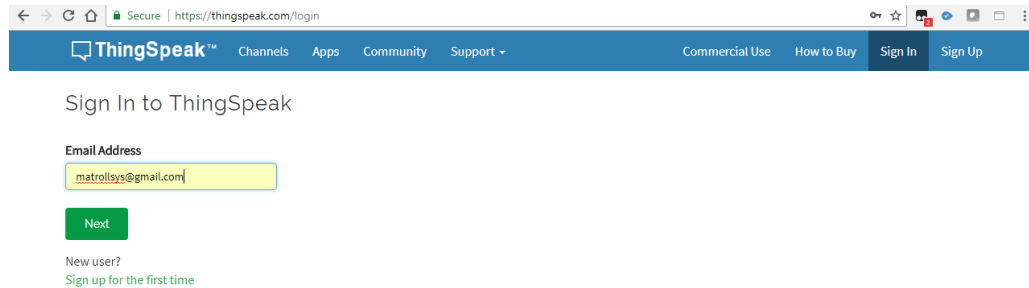 Secure | https://thingspeak.com/login
2
ThingSpeak™ Channels Apps Community Support Commercial Use How to Buy Sign In Sign Up
Sign In to ThingSpeak
Email Address
matrollsys@gmail.com
Next
New user?
Sign up for the first time